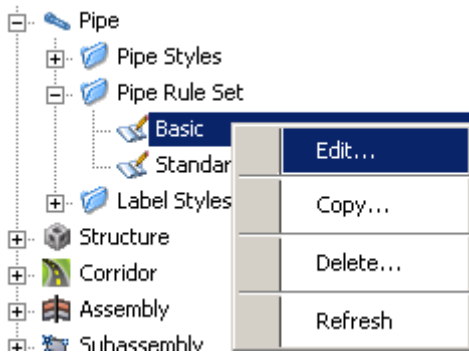 Pipe
Pipe Styles
Pipe Rule Set
Basic
Edit...
Standar
Copy...
Label Styles
Structure
Delete...
Corridor
Assembly
Refresh
Subassembly